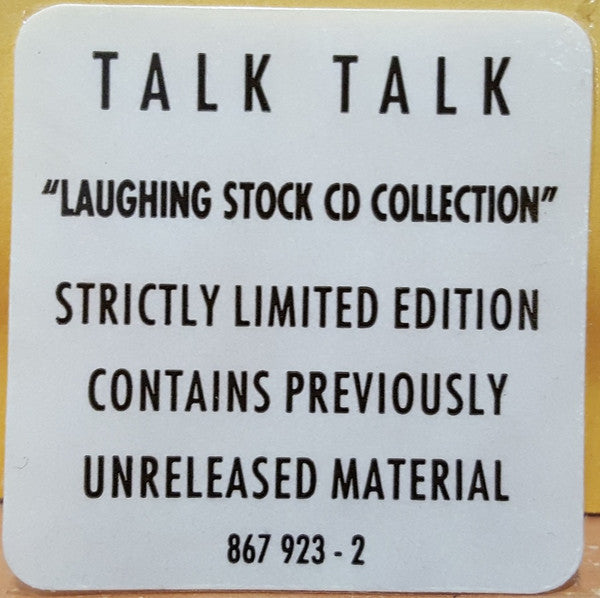 TALK TALK
"LAUGHING STOCK CD COLLECTION"
STRICTLY LIMITED EDITION
CONTAINS PREVIOUSLY
UNRELEASED MATERIAL
867 923 - 2